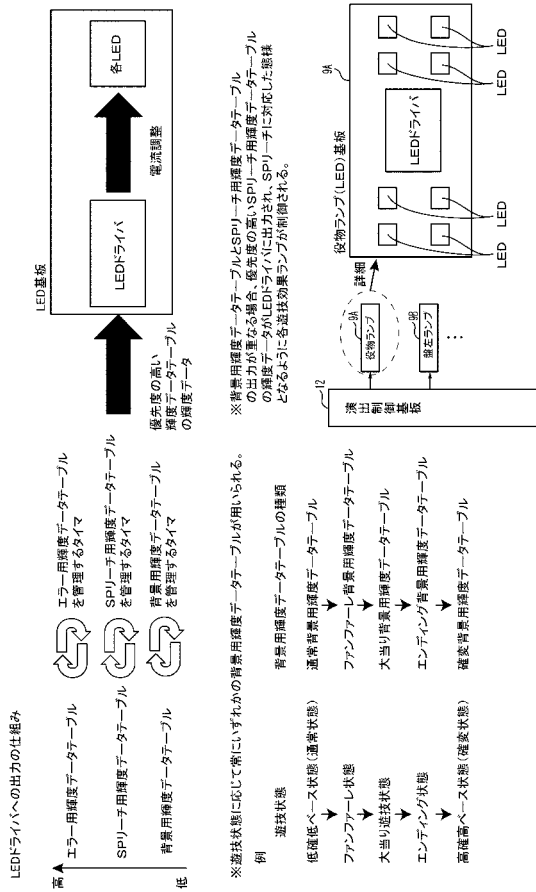 LEDドライバへの出力の仕組み
高
エラー用輝度データテーブル
SPリーチ用輝度データテーブル
背景用輝度データテーブル
低
エラー用輝度データテーブル
を管理するタイマ
SPリーチ用輝度データテーブル
を管理するタイマ
背景用輝度データテーブル
を管理するタイマ
優先度の高い
輝度データテーブル
の輝度データ
LED基板
LEDドライバ
電流調整
各LED
※遊技状態に応じて常にいずれかの背景用輝度データテーブルが用いられる。
例
遊技状態
背景用輝度データテーブルの種類
低確低ベース状態(通常状態)
通常背景用輝度データテーブル
ファンファーレ状態
ファンファーレ背景用輝度データテーブル
大当り遊技状態
大当り背景用輝度データテーブル
エンディング状態
エンディング背景用輝度データテーブル
高確高ベース状態(確変状態)
確変背景用輝度データテーブル
※背景用輝度データテーブルとSPリーチ用輝度データテーブル
の出力が重なる場合、優先度の高いSPリーチ用輝度データテーブル
の輝度データがLEDドライバに出力され、SPリーチに対応した態様
となるように各遊技効果ランプが制御される。
12
演出制御基板
9A
役物ランプ
9B
盤左ランプ
詳細
役物ランプ(LED)基板
9A
LEDドライバ
LED
LED
LED
LED